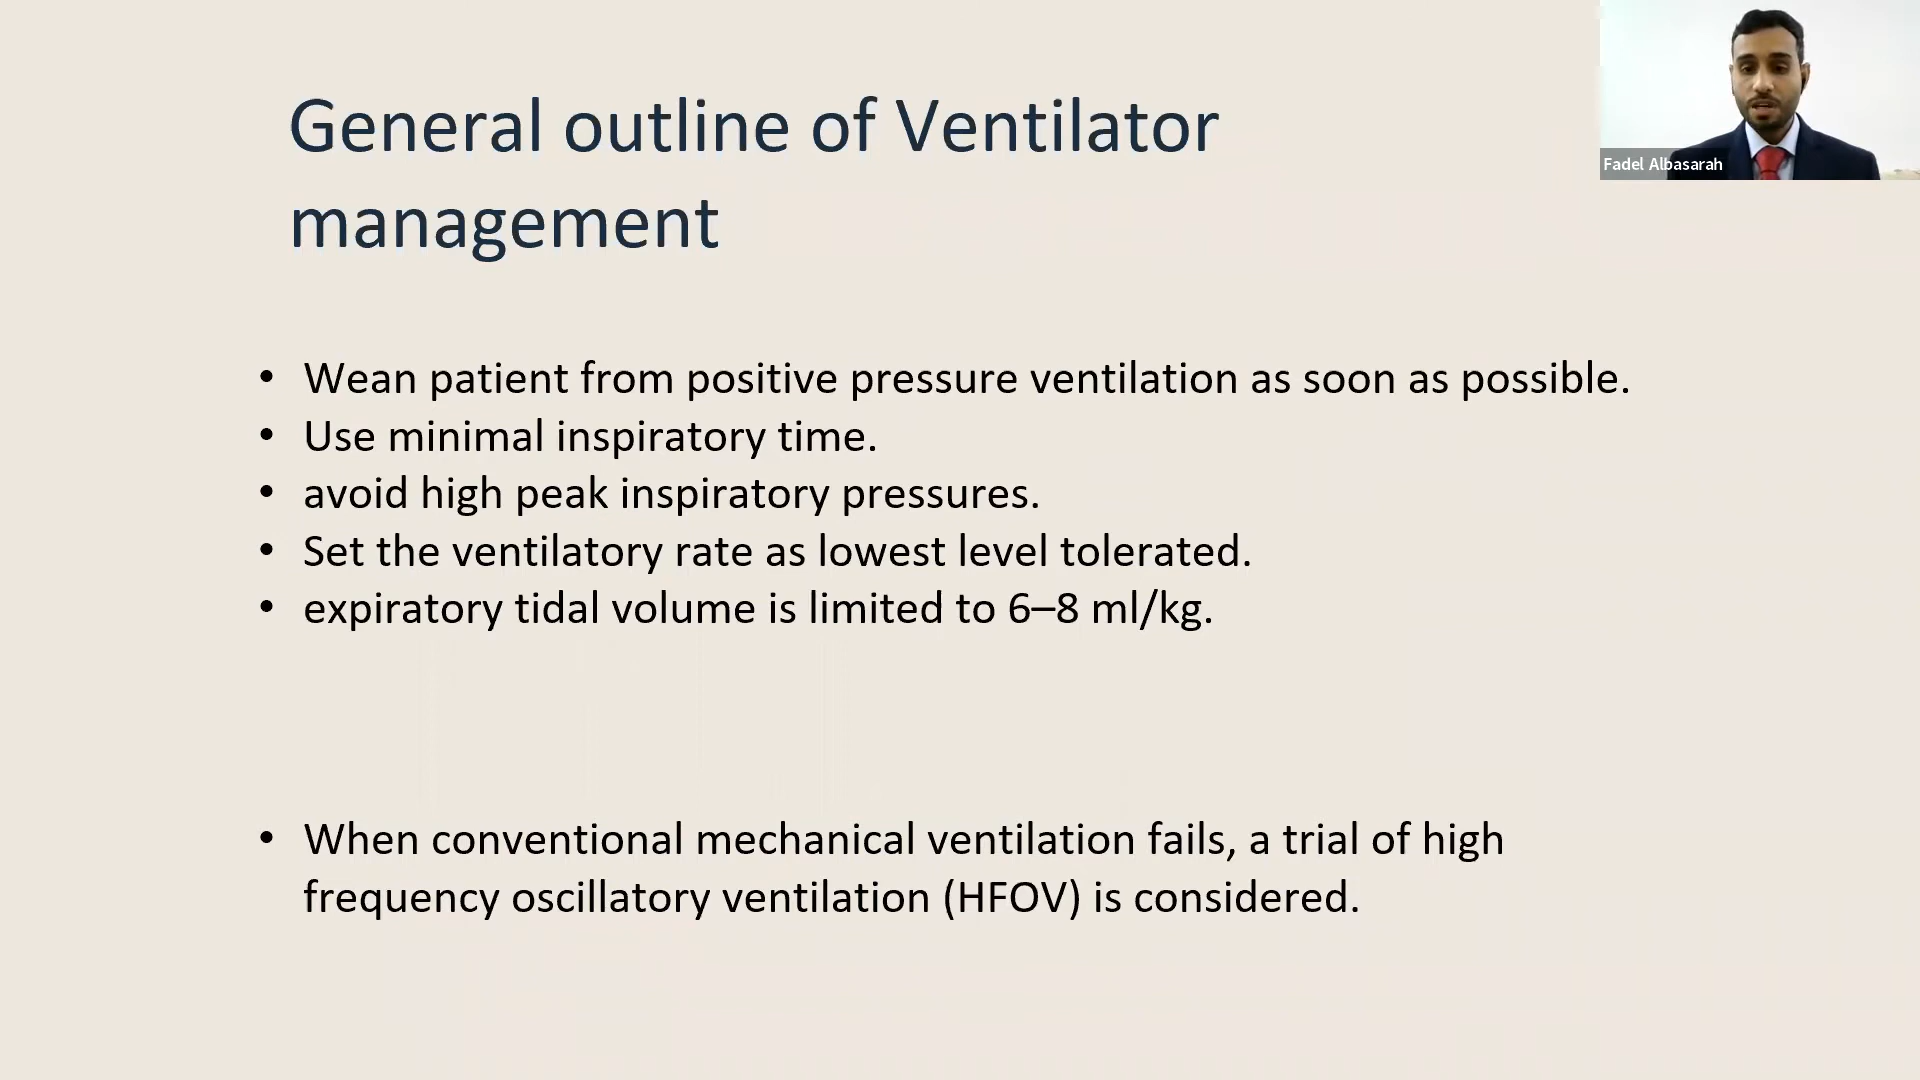 General outline of Ventilator
management
Fadel Albasarah
• Wean patient from positive pressure ventilation as soon as possible.
• Use minimal inspiratory time.
• avoid high peak inspiratory pressures.
• Set the ventilatory rate as lowest level tolerated.
• expiratory tidal volume is limited to 6–8 ml/kg.
• When conventional mechanical ventilation fails, a trial of high
frequency oscillatory ventilation (HFOV) is considered.